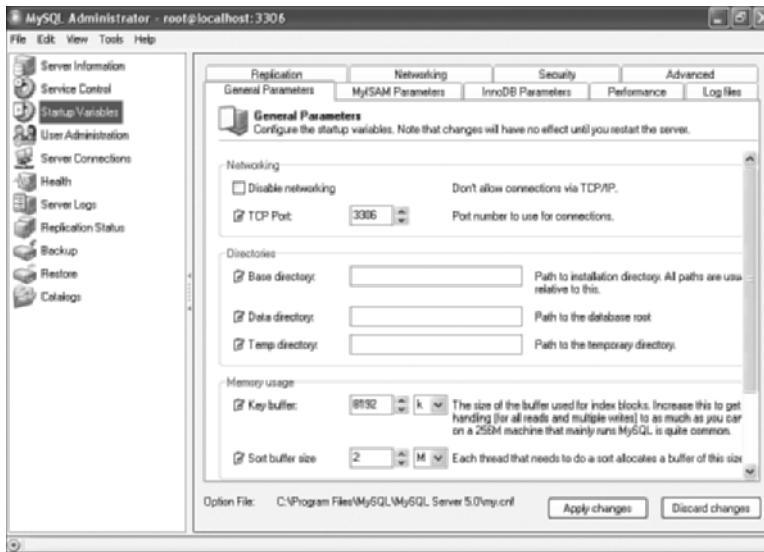 MySQL Administrator - root@localhost:3306
File Edit View Tools Help
Server Information
Service Control
Startup Variables
User Administration
Server Connections
Health
Server Logs
Replication Status
Backup
Restore
Catalogs
Replication Networking Security Advanced
General Parameters MyISAM Parameters InnoDB Parameters Performance Log files
General Parameters
Configure the startup variables. Note that changes will have no effect until you restart the server.
Networking
Disable networking Don't allow connections via TCP/IP.
TCP Port: 3306 Port number to use for connections.
Directories
Base directory: Path to installation directory. All paths are usu
relative to this.
Data directory: Path to the database root
Temp directory: Path to the temporary directory.
Memory usage
Key buffer: 8192 k The size of the buffer used for index blocks. Increase this to get
handling (for all reads and multiple writes) to as much as you can
on a 256M machine that mainly runs MySQL is quite common.
Sort buffer size 2 M Each thread that needs to do a sort allocates a buffer of this size
Option File: C:\Program Files\MySQL\MySQL Server 5.0\my.cnf Apply changes Discard changes